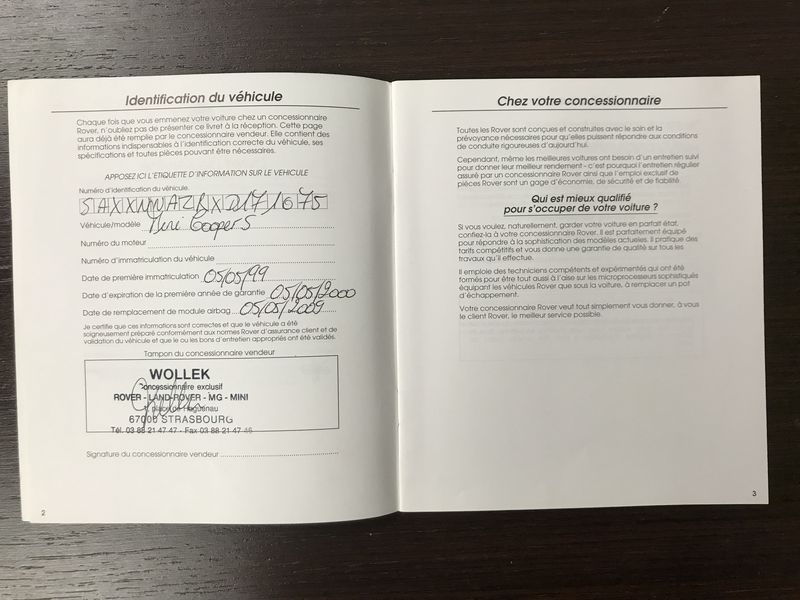 Identification du véhicule
Chaque fois que vous emmenez votre voiture chez un concessionnaire
Rover, n'oubliez pas de présenter ce livret à la réception. Cette page
aura déjà été remplie par le concessionnaire vendeur. Elle contient des
informations indispensables à l'identification correcte du véhicule, ses
spécifications et toutes pièces pouvant être nécessaires.
APPOSEZ ICI L'ETIQUETTE D'INFORMATION SUR LE VEHICULE
Numéro d'identification du véhicule.
Véhicule/modèle Mini Cooper S
Numéro du moteur
Numéro d'immatriculation du véhicule
Date de première immatriculation 05/05/99
Date d'expiration de la première année de garantie 05/05/2000
Date de remplacement de module airbag 05/05/2009
Je certifie que ces informations sont correctes et que le véhicule a été
soigneusement préparé conformément aux normes Rover d'assurance client et de
validation du véhicule et que le ou les bons d'entretien appropriés ont été validés.
Tampon du concessionnaire vendeur
WOLLEK
Concessionnaire exclusif
ROVER - LAND-ROVER - MG - MINI
place de Haguenau
67000 STRASBOURG
Tél. 03 88 21 47 47 - Fax 03 88 21 47 46
Signature du concessionnaire vendeur
2
Chez votre concessionnaire
Toutes les Rover sont conçues et construites avec le soin et la
prévoyance nécessaires pour qu'elles puissent répondre aux conditions
de conduite rigoureuses d'aujourd'hui.
Cependant, même les meilleures voitures ont besoin d'un entretien suivi
pour donner leur meilleur rendement - c'est pourquoi l'entretien régulier
assuré par un concessionnaire Rover ainsi que l'emploi exclusif de
pièces Rover sont un gage d'économie, de sécurité et de fiabilité.
Qui est mieux qualifié
pour s'occuper de votre voiture ?
Si vous voulez, naturellement, garder votre voiture en parfait état,
confiez-la à votre concessionnaire Rover. Il est parfaitement équipé
pour répondre à la sophistication des modèles actuelles. Il pratique des
tarifs compétitifs et vous donne une garantie de qualité sur tous les
travaux qu'il effectue.
Il emploie des techniciens compétents et expérimentés qui ont été
formés pour être tout aussi à l'aise sur les microprocesseurs sophistiqués
équipant les véhicules Rover que sous la voiture, à remplacer un pot
d'échappement.
Votre concessionnaire Rover veut tout simplement vous donner, à vous
le client Rover, le meilleur service possible.
3